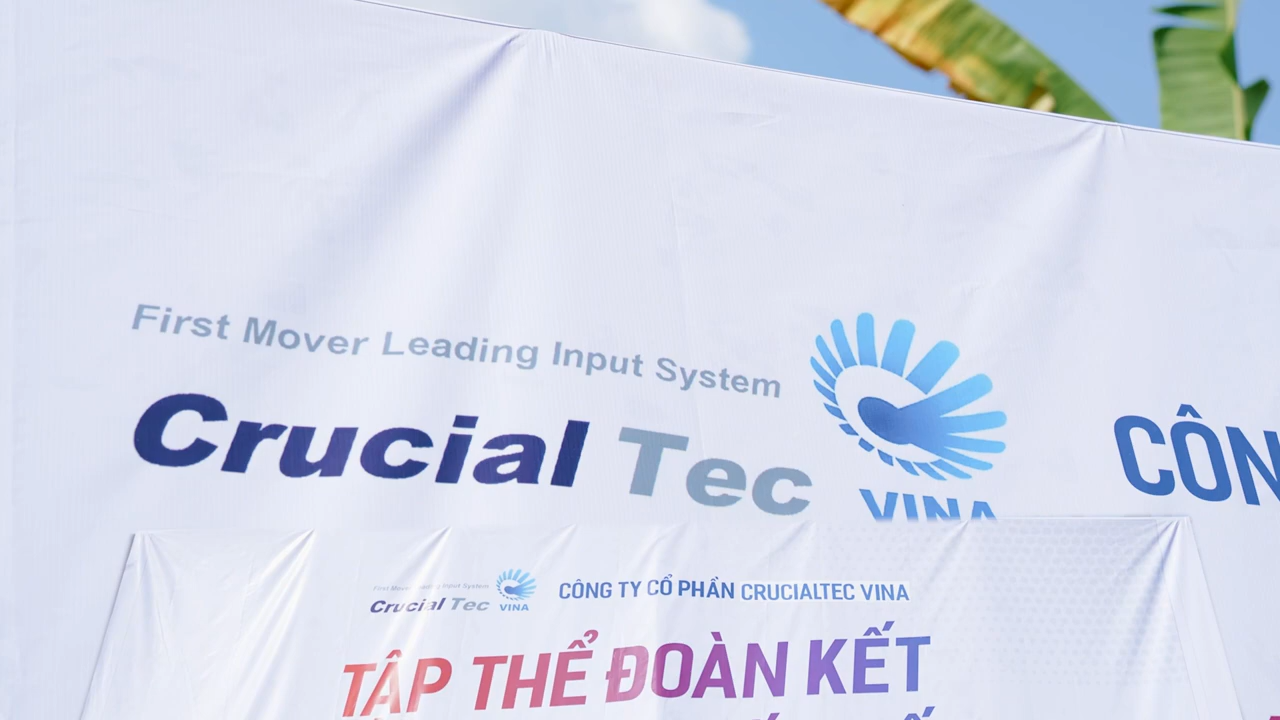 First Mover Leading Input System
Crucial Tec
VINA
CÔN
First Mover Leading Input System
Crucial Tec VINA
CÔNG TY CỔ PHẦN CRUCIALTEC VINA
TẬP THỂ ĐOÀN KẾT